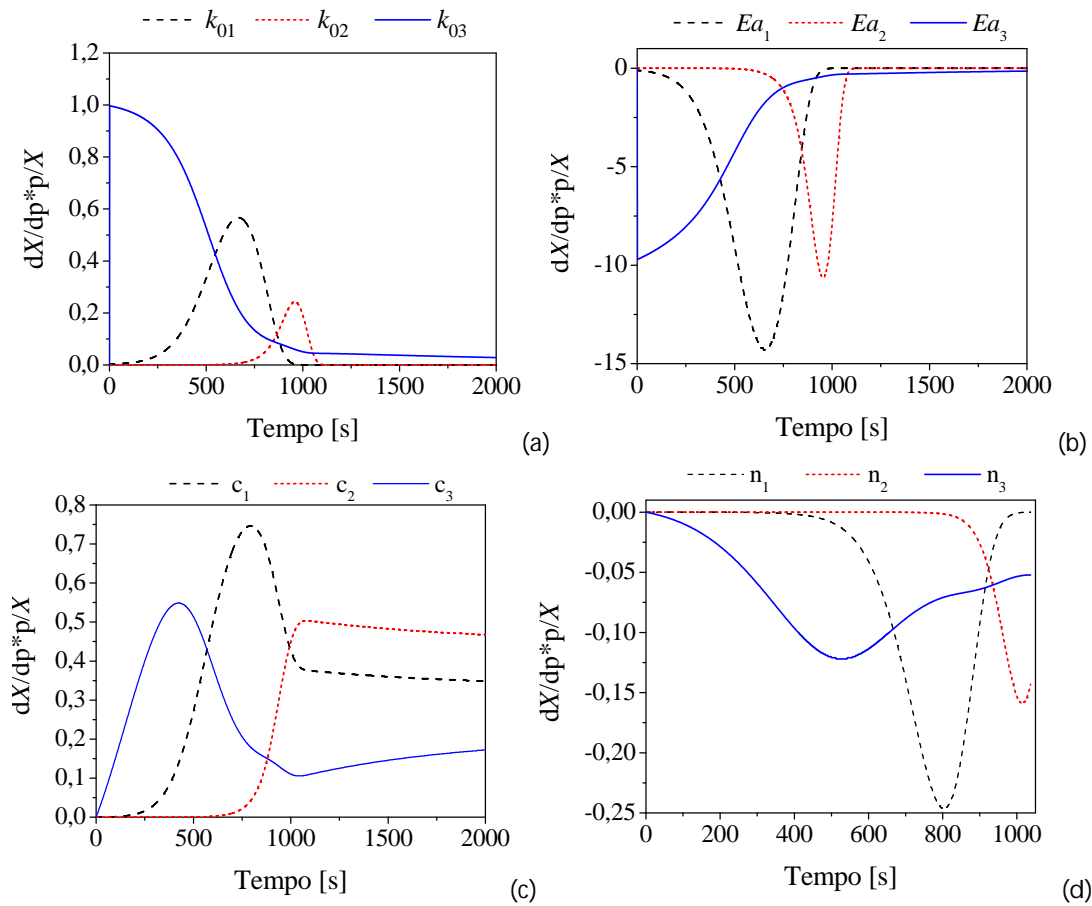 k01 k02 k03
1,2
1,0
0,8
0,6
0,4
0,2
0,0
dX/dp*p/X
0 500 1000 1500 2000
Tempo [s]
(a)
Ea1 Ea2 Ea3
0
-5
-10
-15
dX/dp*p/X
0 500 1000 1500 2000
Tempo [s]
(b)
c1 c2 c3
0,8
0,7
0,6
0,5
0,4
0,3
0,2
0,1
0,0
dX/dp*p/X
0 500 1000 1500 2000
Tempo [s]
(c)
n1 n2 n3
0,00
-0,05
-0,10
-0,15
-0,20
-0,25
dX/dp*p/X
0 200 400 600 800 1000
Tempo [s]
(d)